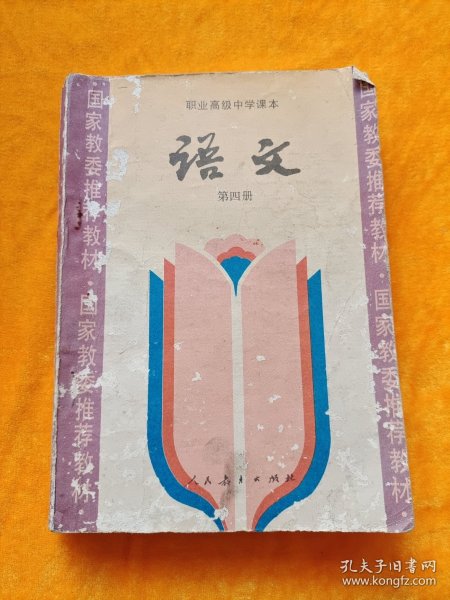 职业高级中学课本
语文
第四册
国家教委推荐教材·国家教委推荐教材·
国家教委推荐教材·国家教委推荐教材·
人民教育出版社
孔夫子旧书网
www.kongfz.com